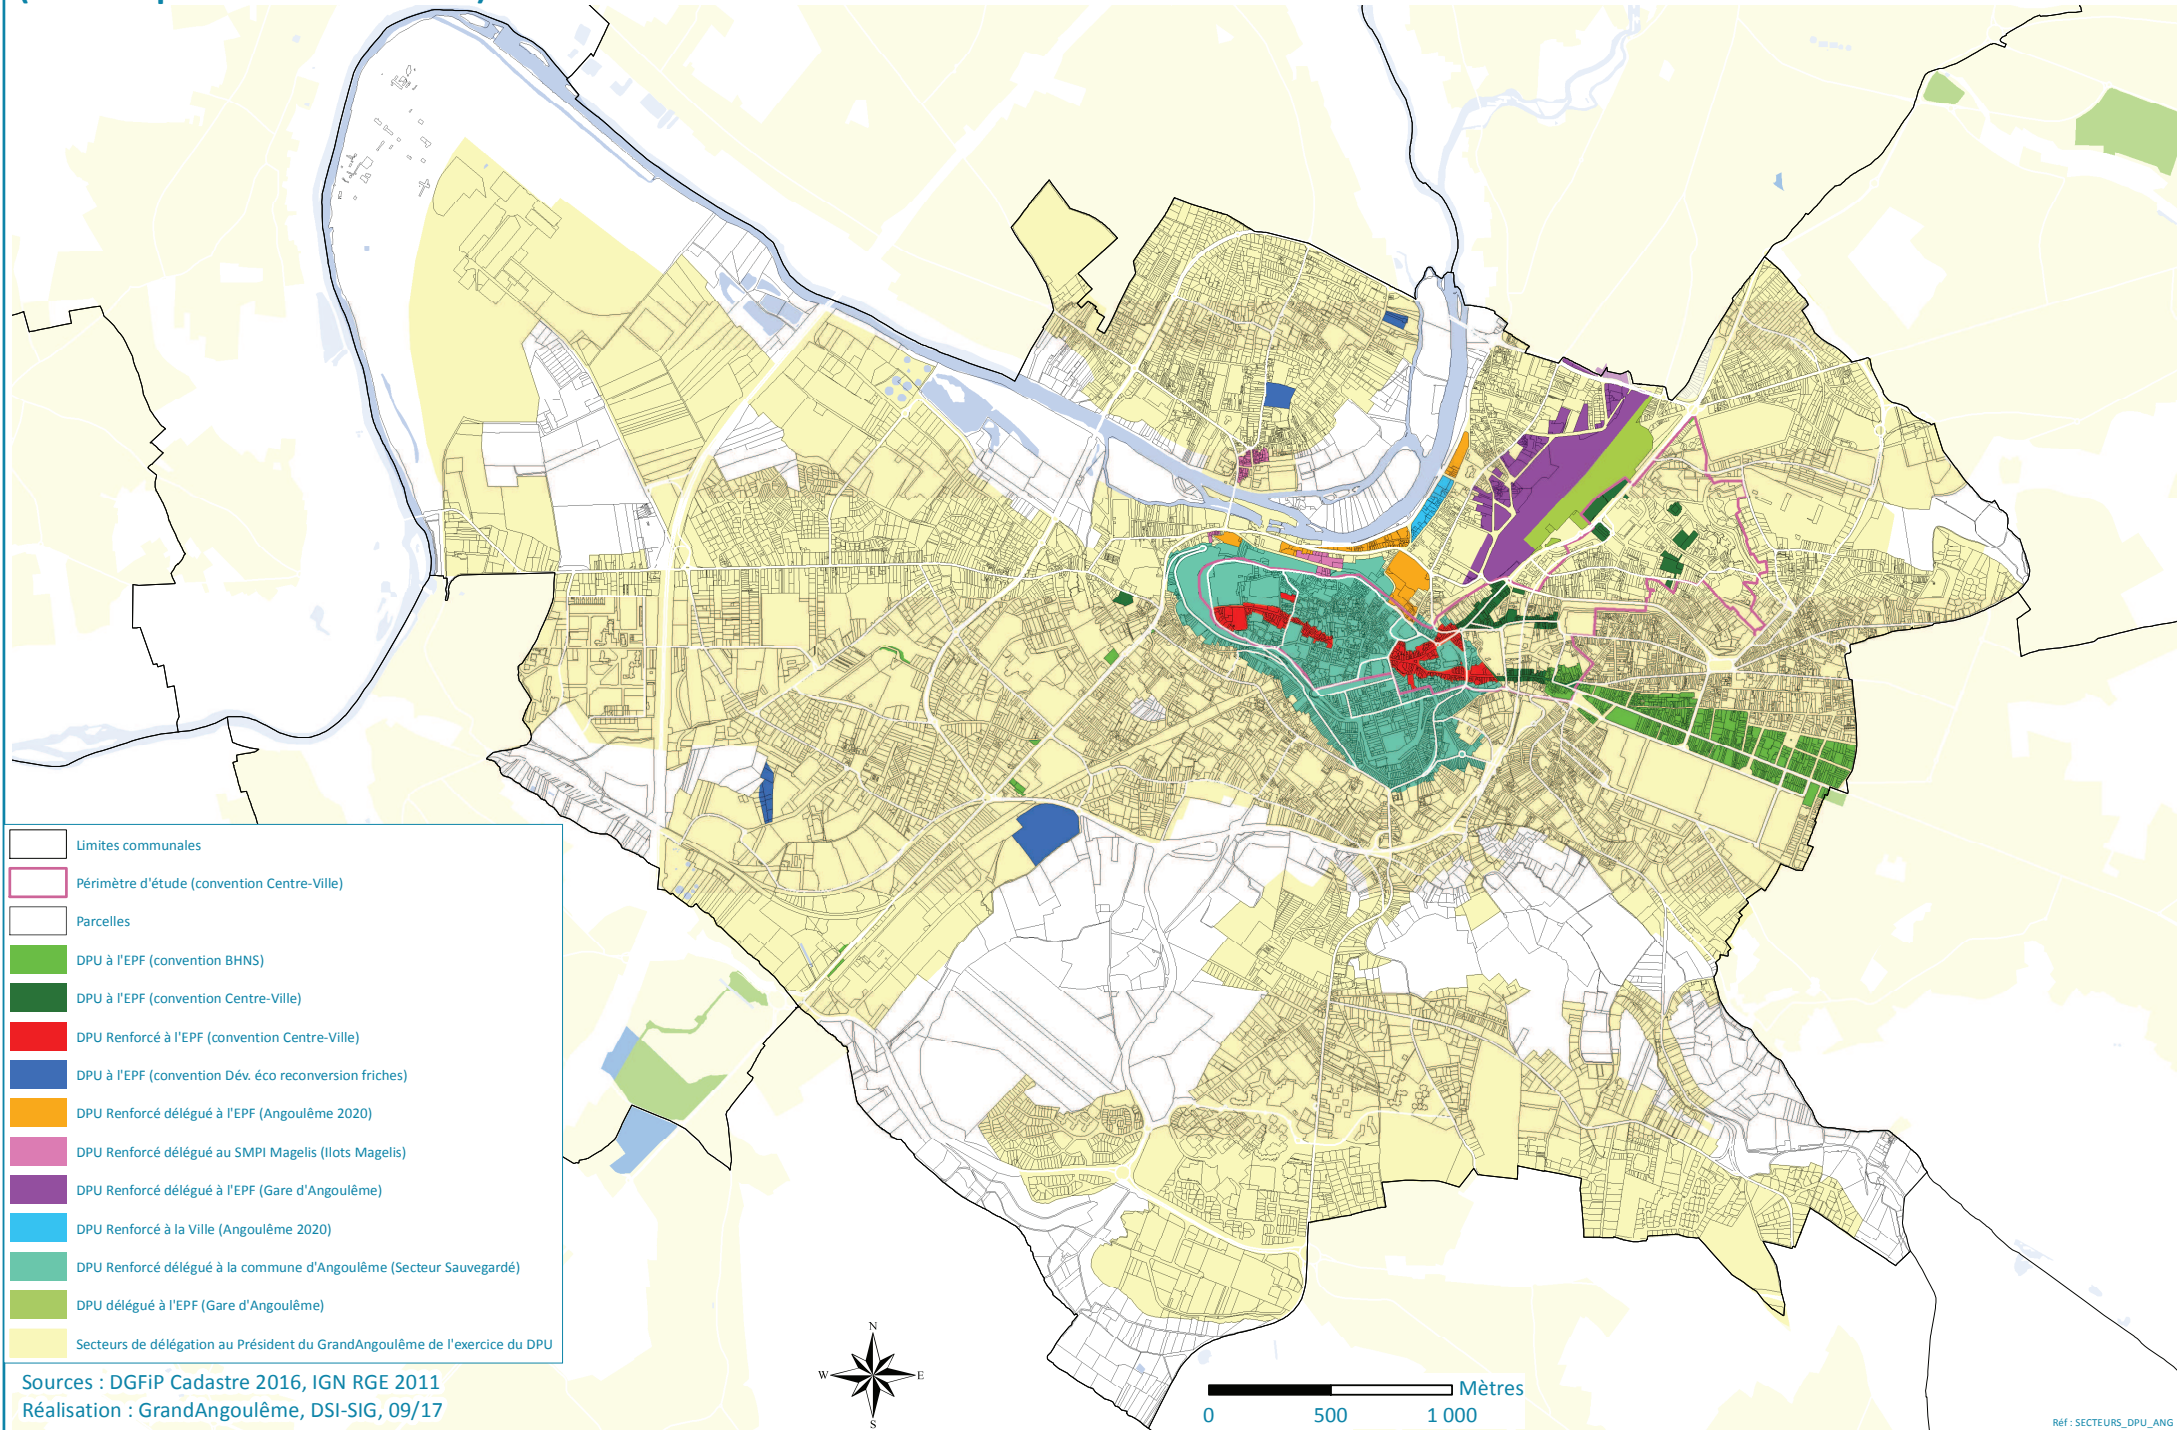 Limites communales
Périmètre d'étude (convention Centre-Ville)
Parcelles
DPU à l'EPF (convention BHNS)
DPU à l'EPF (convention Centre-Ville)
DPU Renforcé à l'EPF (convention Centre-Ville)
DPU à l'EPF (convention Dév. éco reconversion friches)
DPU Renforcé délégué à l'EPF (Angoulême 2020)
DPU Renforcé délégué au SMPI Magelis (Ilots Magelis)
DPU Renforcé délégué à l'EPF (Gare d'Angoulême)
DPU Renforcé à la Ville (Angoulême 2020)
DPU Renforcé délégué à la commune d'Angoulême (Secteur Sauvegardé)
DPU délégué à l'EPF (Gare d'Angoulême)
Secteurs de délégation au Président du GrandAngoulême de l'exercice du DPU
Sources : DGFiP Cadastre 2016, IGN RGE 2011
Réalisation : GrandAngoulême, DSI-SIG, 09/17
N
W E
S
Mètres
0 500 1 000
Réf : SECTEURS_DPU_ANG